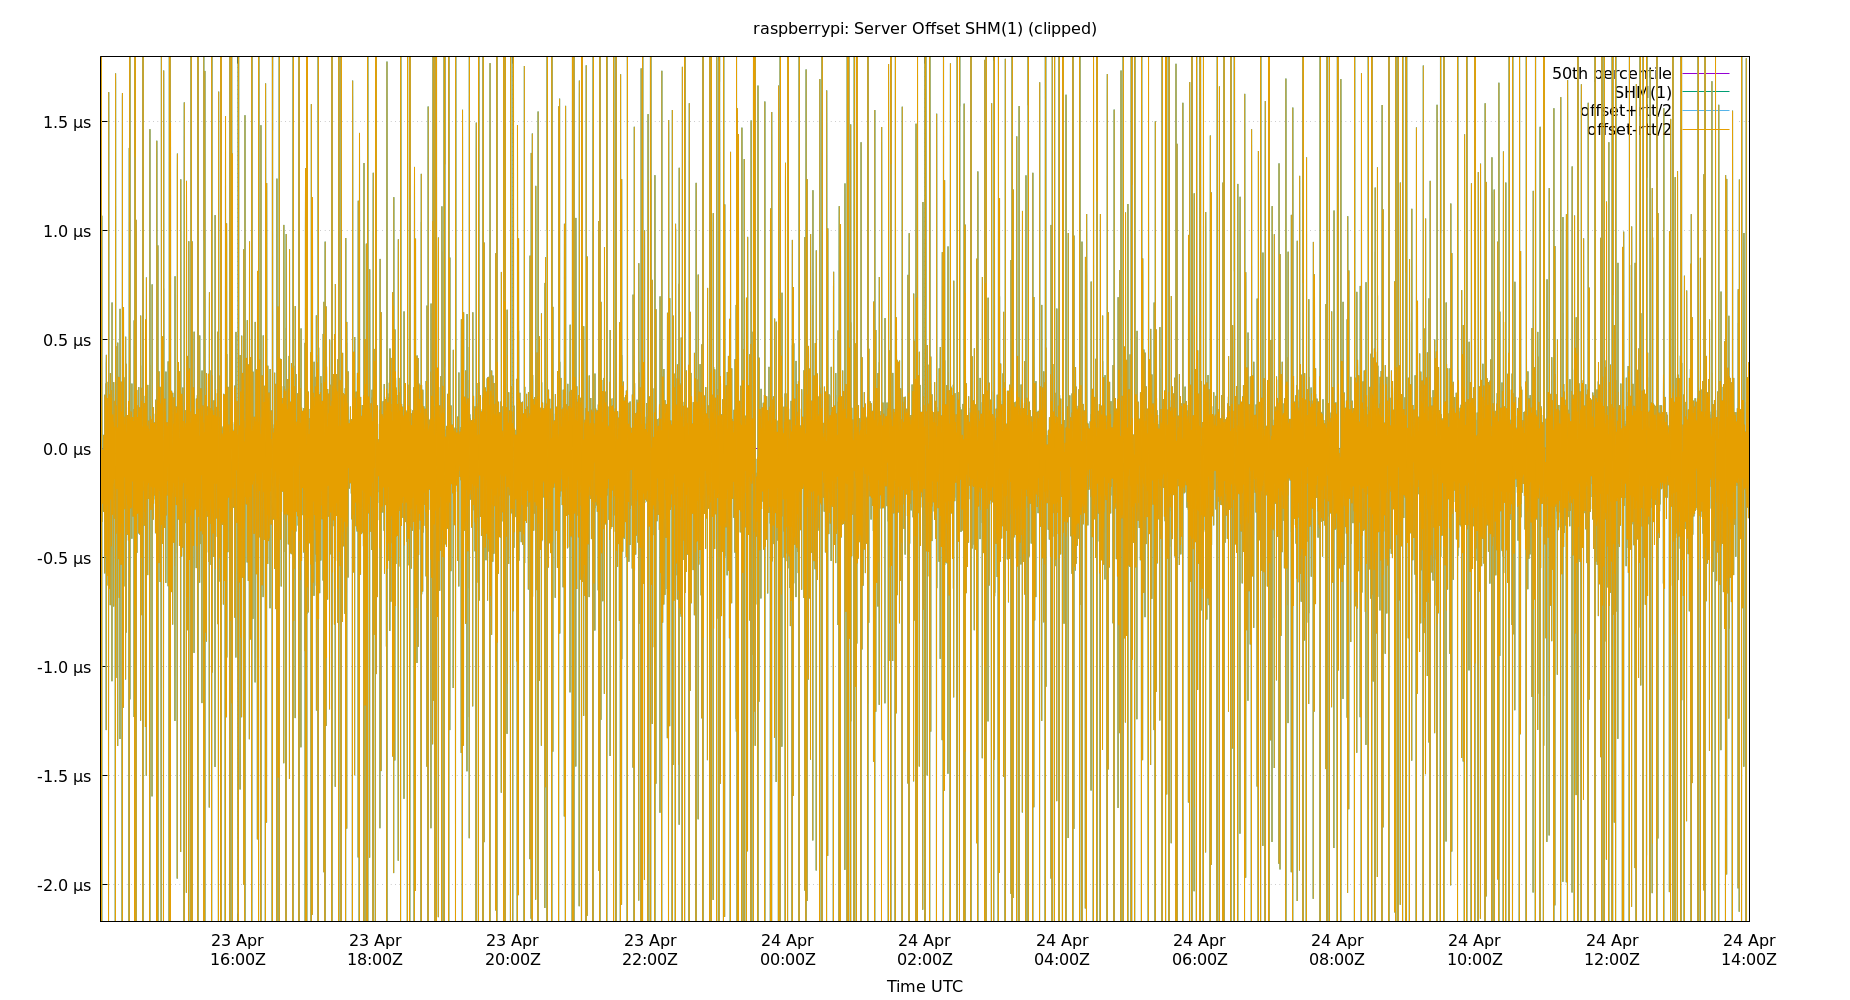 raspberrypi: Server Offset SHM(1) (clipped)
50th percentile
SHM(1)
offset+rtt/2
offset-rtt/2
1.5 µs
1.0 µs
0.5 µs
0.0 µs
-0.5 µs
-1.0 µs
-1.5 µs
-2.0 µs
23 Apr 23 Apr 23 Apr 23 Apr 24 Apr 24 Apr 24 Apr 24 Apr 24 Apr 24 Apr 24 Apr 24 Apr
16:00Z 18:00Z 20:00Z 22:00Z 00:00Z 02:00Z 04:00Z 06:00Z 08:00Z 10:00Z 12:00Z 14:00Z
Time UTC